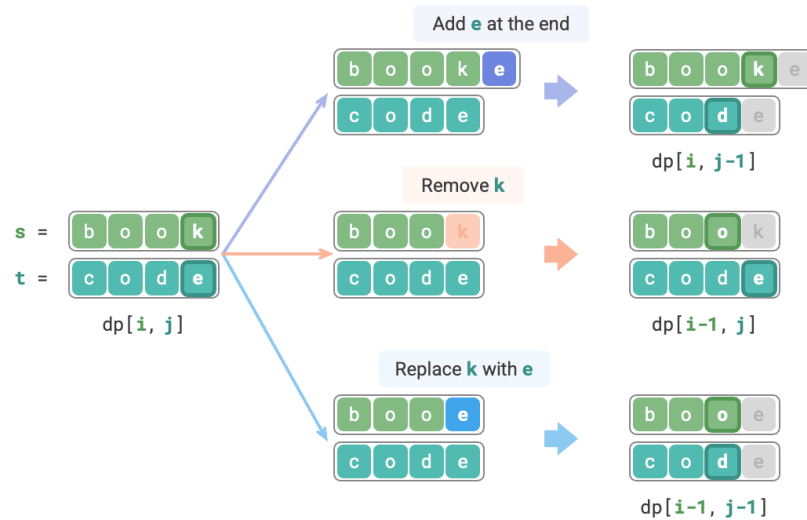 Add e at the end
b o o k e
c o d e
b o o k e
c o d e
dp[i, j-1]
Remove k
s = b o o k
t = c o d e
dp[i, j]
b o o k
c o d e
b o o k
c o d e
dp[i-1, j]
Replace k with e
b o o e
c o d e
b o o e
c o d e
dp[i-1, j-1]